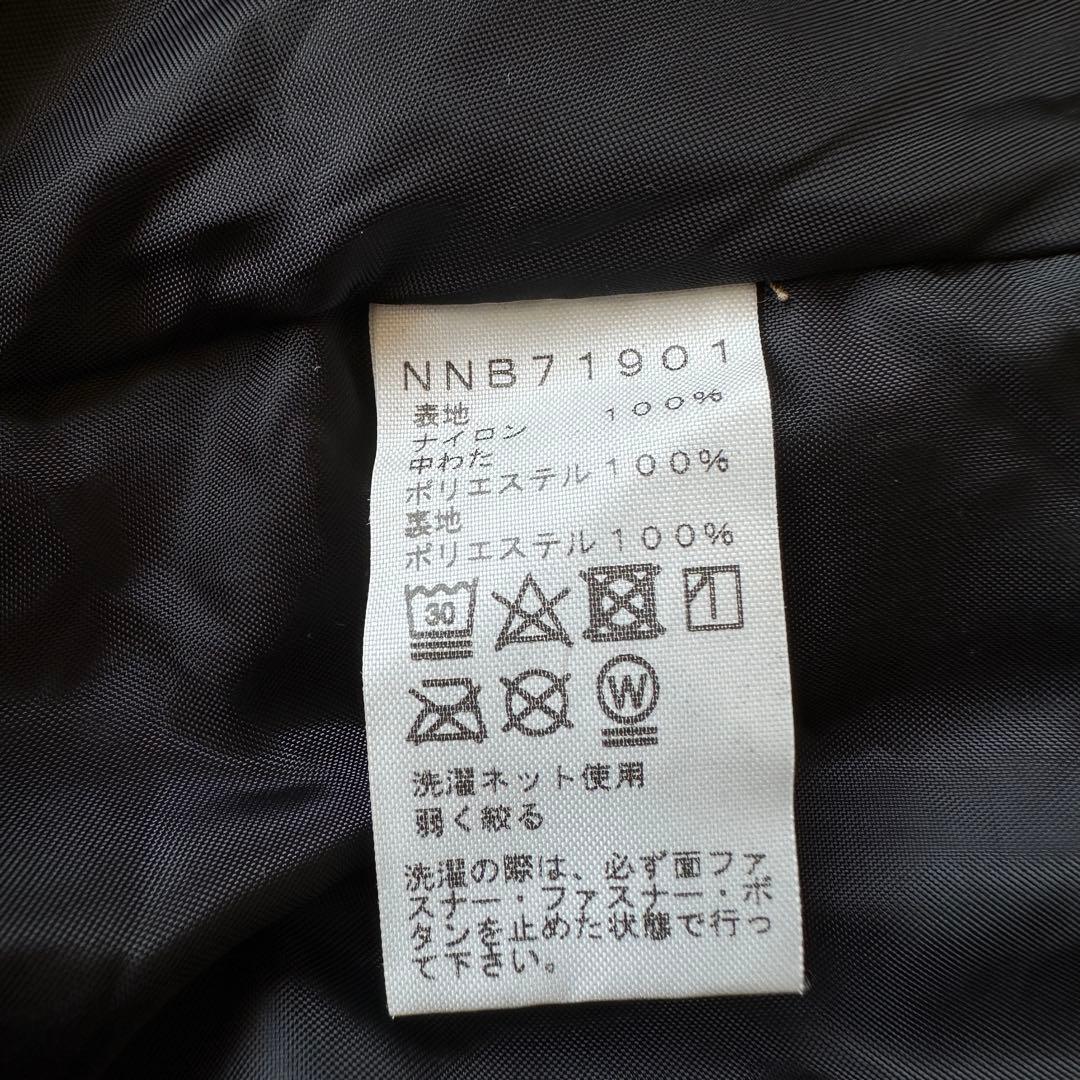 NNB71901
表地
ナイロン 100%
中わた
ポリエステル100%
裏地
ポリエステル100%
30
W
洗濯ネット使用
弱く絞る
洗濯の際は、必ず面ファ
スナー・ファスナー・ボ
タンを止めた状態で行っ
て下さい。